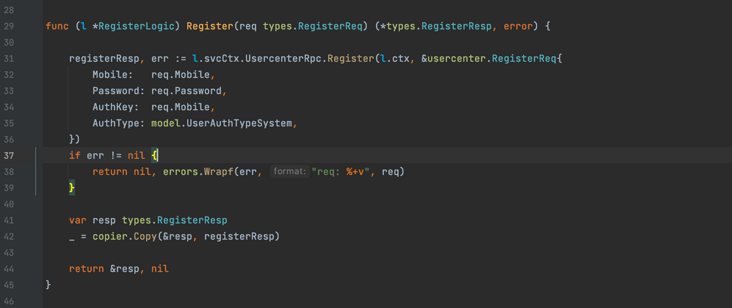 28
29 func (l *RegisterLogic) Register(req types.RegisterReq) (*types.RegisterResp, error) {
30
31     registerResp, err := l.svcCtx.UsercenterRpc.Register(l.ctx, &usercenter.RegisterReq{
32         Mobile:   req.Mobile,
33         Password: req.Password,
34         AuthKey:  req.Mobile,
35         AuthType: model.UserAuthTypeSystem,
36     })
37     if err != nil {
38         return nil, errors.Wrapf(err, format: "req: %+v", req)
39     }
40
41     var resp types.RegisterResp
42     _ = copier.Copy(&resp, registerResp)
43
44     return &resp, nil
45 }
46